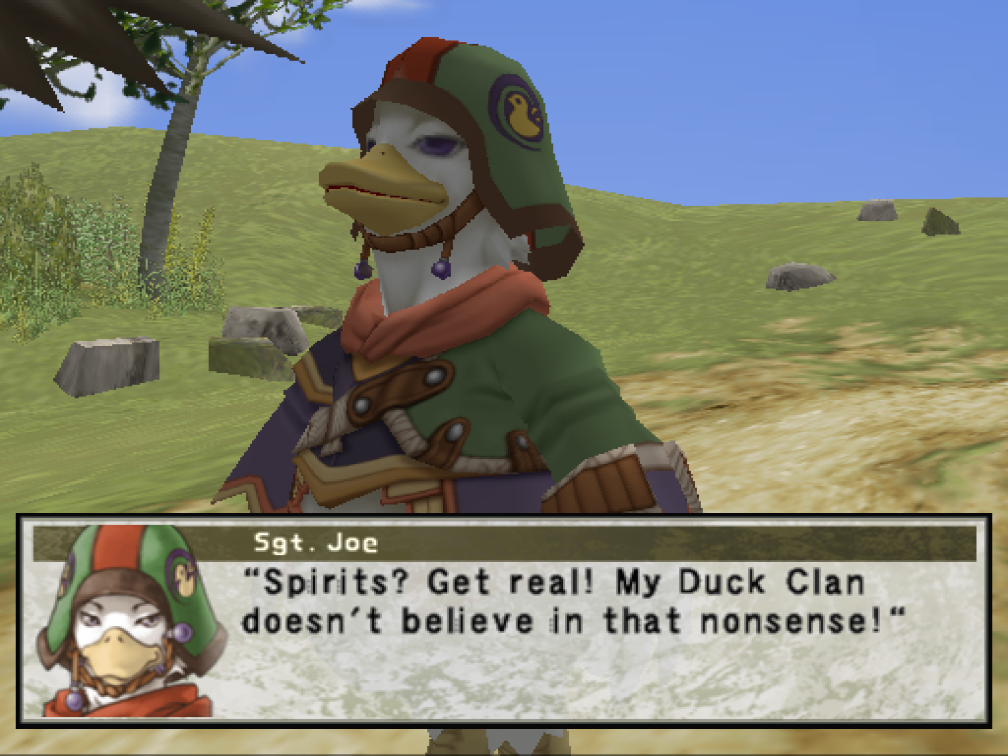 Sgt. Joe
“Spirits? Get real! My Duck Clan
doesn't believe in that nonsense!“